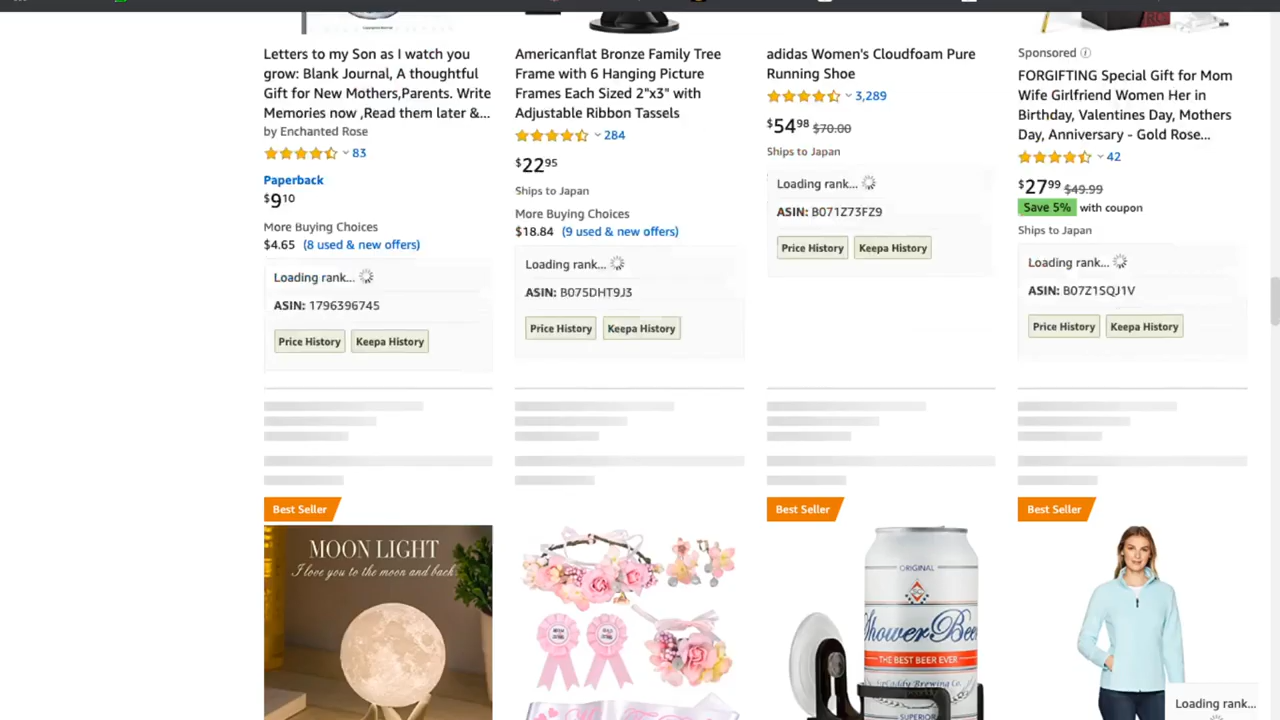 Letters to my Son as I watch you
grow: Blank Journal, A thoughtful
Gift for New Mothers,Parents. Write
Memories now ,Read them later &...
by Enchanted Rose
83
Paperback
$9 10
More Buying Choices
$4.65 (8 used & new offers)
Loading rank...
ASIN: 1796396745
Price History Keepa History
Americanflat Bronze Family Tree
Frame with 6 Hanging Picture
Frames Each Sized 2"x3" with
Adjustable Ribbon Tassels
284
$22 95
Ships to Japan
More Buying Choices
$18.84 (9 used & new offers)
Loading rank...
ASIN: B075DHT9J3
Price History Keepa History
adidas Women's Cloudfoam Pure
Running Shoe
3,289
$54 98 $70.00
Ships to Japan
Loading rank...
ASIN: B071Z73FZ9
Price History Keepa History
Sponsored
FORGIFTING Special Gift for Mom
Wife Girlfriend Women Her in
Birthday, Valentines Day, Mothers
Day, Anniversary - Gold Rose...
42
$27 99 $49.99
Save 5% with coupon
Ships to Japan
Loading rank...
ASIN: B07Z1SQJ1V
Price History Keepa History
Best Seller
MOON LIGHT
I love you to the moon and back
Best Seller
ORIGINAL
Shower Beer
THE BEST BEER EVER
Brewing Co.
SUPERIOR
Best Seller
Loading rank...